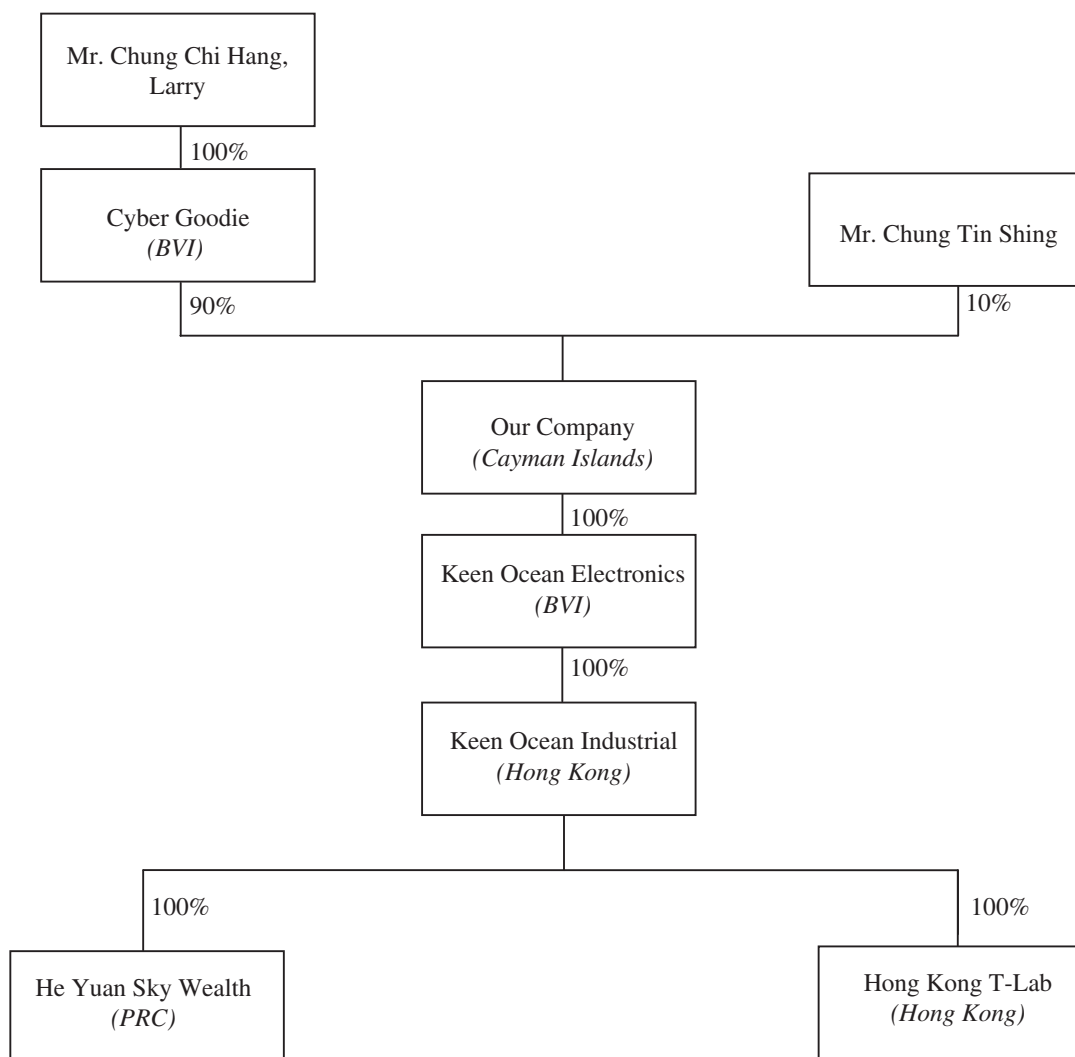 Mr. Chung Chi Hang,
Larry
100%
Cyber Goodie
(BVI)
Mr. Chung Tin Shing
90%
10%
Our Company
(Cayman Islands)
100%
Keen Ocean Electronics
(BVI)
100%
Keen Ocean Industrial
(Hong Kong)
100%
100%
He Yuan Sky Wealth
(PRC)
Hong Kong T-Lab
(Hong Kong)